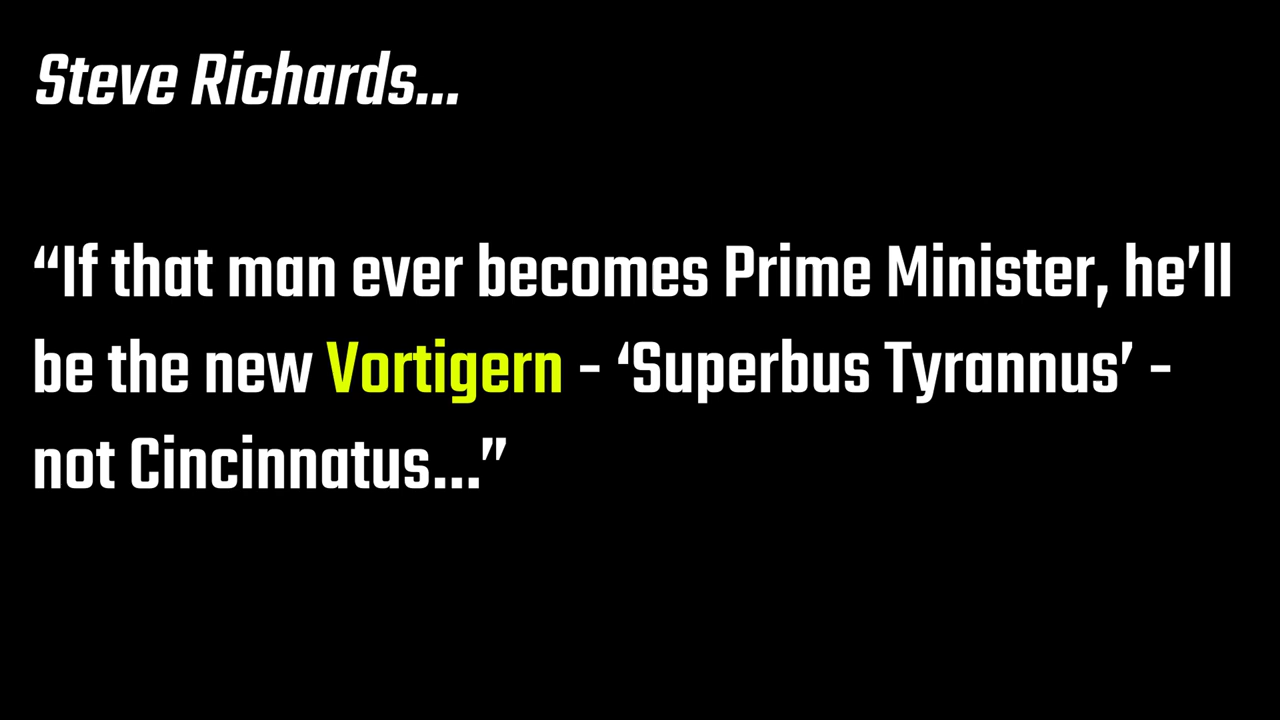 Steve Richards...
“If that man ever becomes Prime Minister, he’ll
be the new Vortigern - ‘Superbus Tyrannus’ -
not Cincinnatus...”